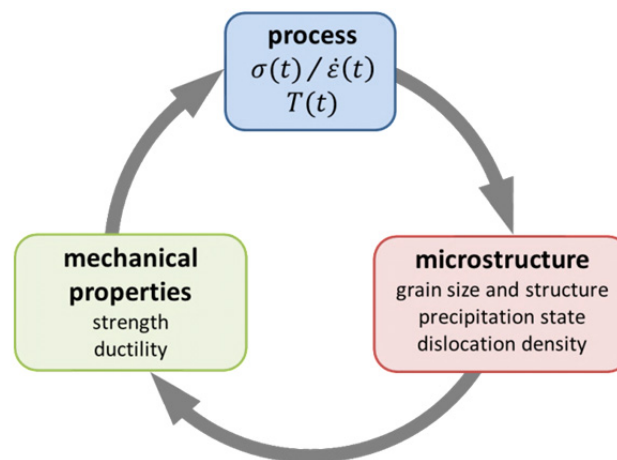 process
σ(t) / ε̇(t)
T(t)
mechanical
properties
strength
ductility
microstructure
grain size and structure
precipitation state
dislocation density